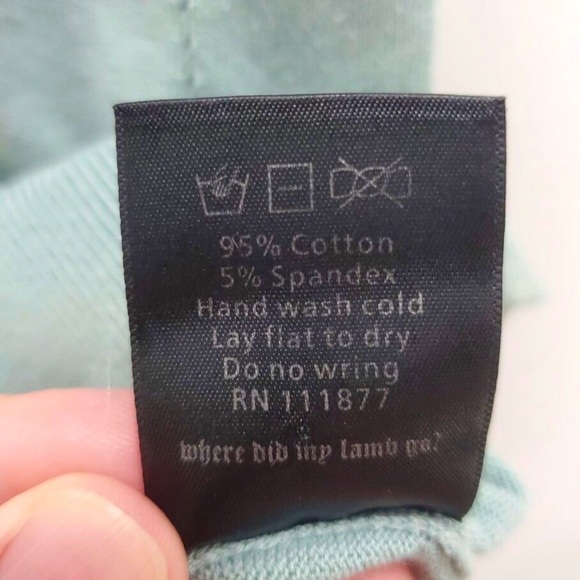 95% Cotton
5% Spandex
Hand wash cold
Lay flat to dry
Do no wring
RN 111877
where did my lamb go?